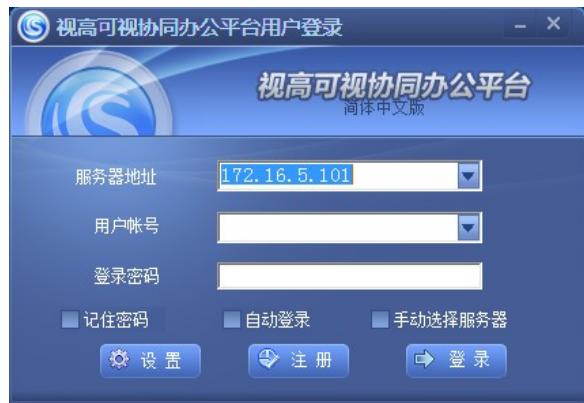 视高可视协同办公平台用户登录
视高可视协同办公平台
简体中文版
服务器地址 172.16.5.101
用户帐号
登录密码
记住密码 自动登录 手动选择服务器
设置 注册 登录